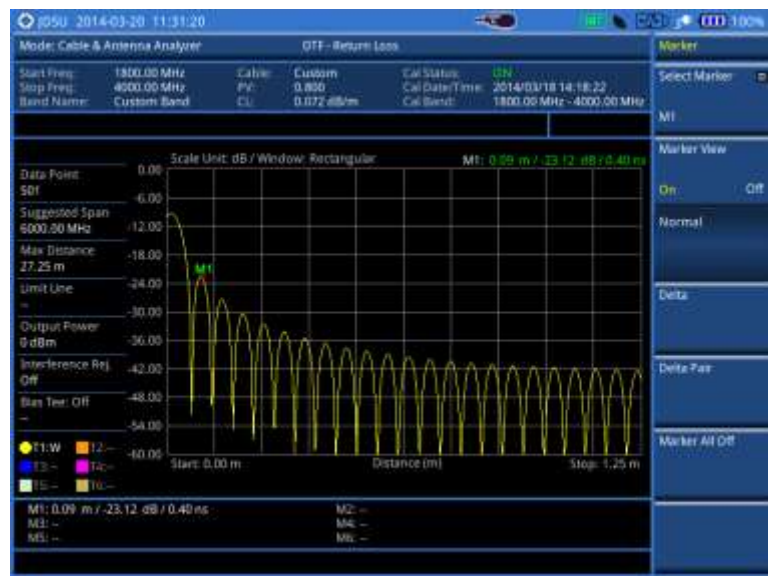 JDSU 2014-03-20 11:31:20
INT
100%
Mode: Cable & Antenna Analyzer
DTF - Return Loss
Marker
Start Freq: 1800.00 MHz
Stop Freq: 4000.00 MHz
Band Name: Custom Band
Cable: Custom
PV: 0.800
CL: 0.072 dB/m
Cal Status: ON
Cal Date/Time: 2014/03/18 14:18:22
Cal Band: 1800.00 MHz - 4000.00 MHz
Select Marker
M1
Marker View
On Off
Normal
Delta
Delta Pair
Marker All Off
Scale Unit: dB / Window: Rectangular
M1: 0.09 m / -23.12 dB / 0.40 ns
Data Point
501
Suggested Span
6000.00 MHz
Max Distance
27.25 m
Limit Line
--
Output Power
0 dBm
Interference Rej.
Off
Bias Tee: Off
--
T1:W T2:--
T3:-- T4:--
T5:-- T6:--
0.00
-6.00
-12.00
-18.00
-24.00
-30.00
-36.00
-42.00
-48.00
-54.00
-60.00
M1
Start: 0.00 m
Distance (m)
Stop: 1.25 m
M1: 0.09 m / -23.12 dB / 0.40 ns
M2: --
M3: --
M4: --
M5: --
M6: --